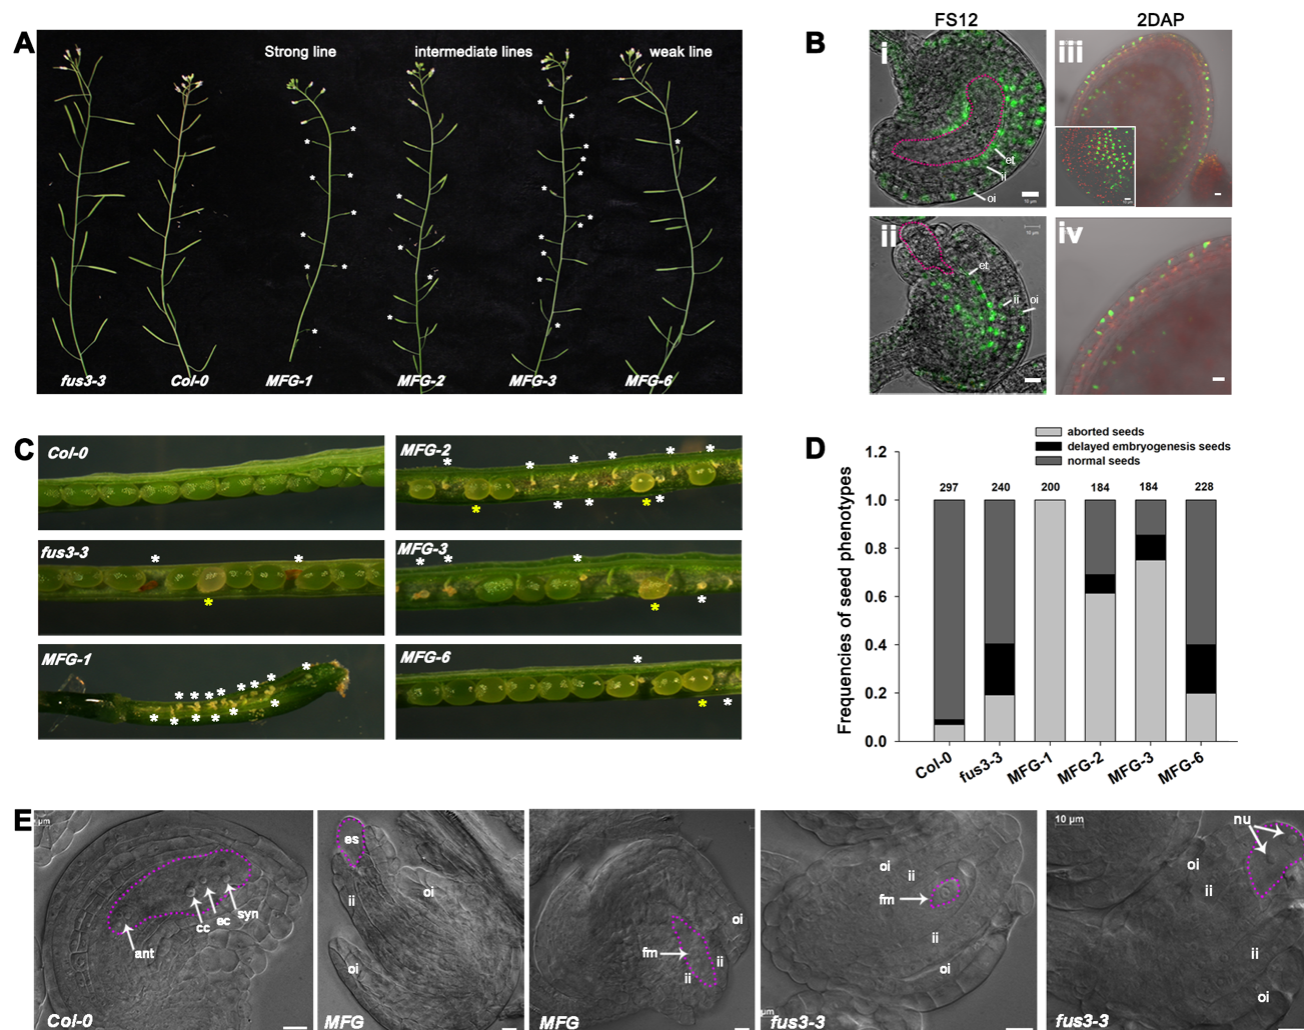 A
Strong line
intermediate lines
weak line
fus3-3
Col-0
MFG-1
MFG-2
MFG-3
MFG-6
B
FS12
2DAP
i
et
ii
oi
10 µm
iii
ii
10 µm
et
ii
oi
iv
C
Col-0
MFG-2
fus3-3
MFG-3
MFG-1
MFG-6
D
aborted seeds
delayed embryogenesis seeds
normal seeds
Frequencies of seed phenotypes
1.2
1.0
0.8
0.6
0.4
0.2
0.0
297
240
200
184
184
228
Col-0
fus3-3
MFG-1
MFG-2
MFG-3
MFG-6
E
µm
ant
cc
ec
syn
Col-0
es
oi
ii
oi
MFG
oi
fm
ii
ii
MFG
oi
ii
fm
ii
oi
fus3-3
10 µm
nu
oi
ii
ii
oi
fus3-3